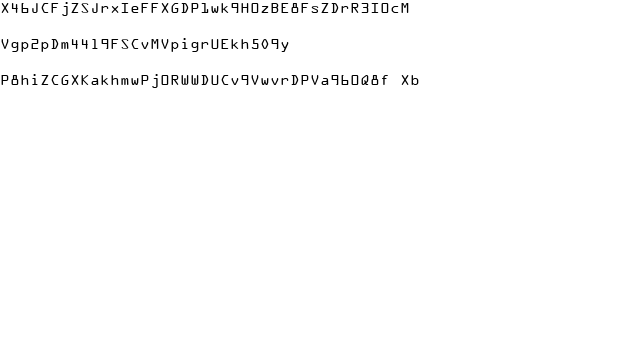 X46JCFjZSJrxIeFFXGDP1wk9HOzBE8FsZDrR3IOcM
Vgp2pDm4419FSCvMVpigrUEkh509y
P8hiZCGXKakhmwPjORWWDUCv9VwvrDPVa96OQ8f Xb